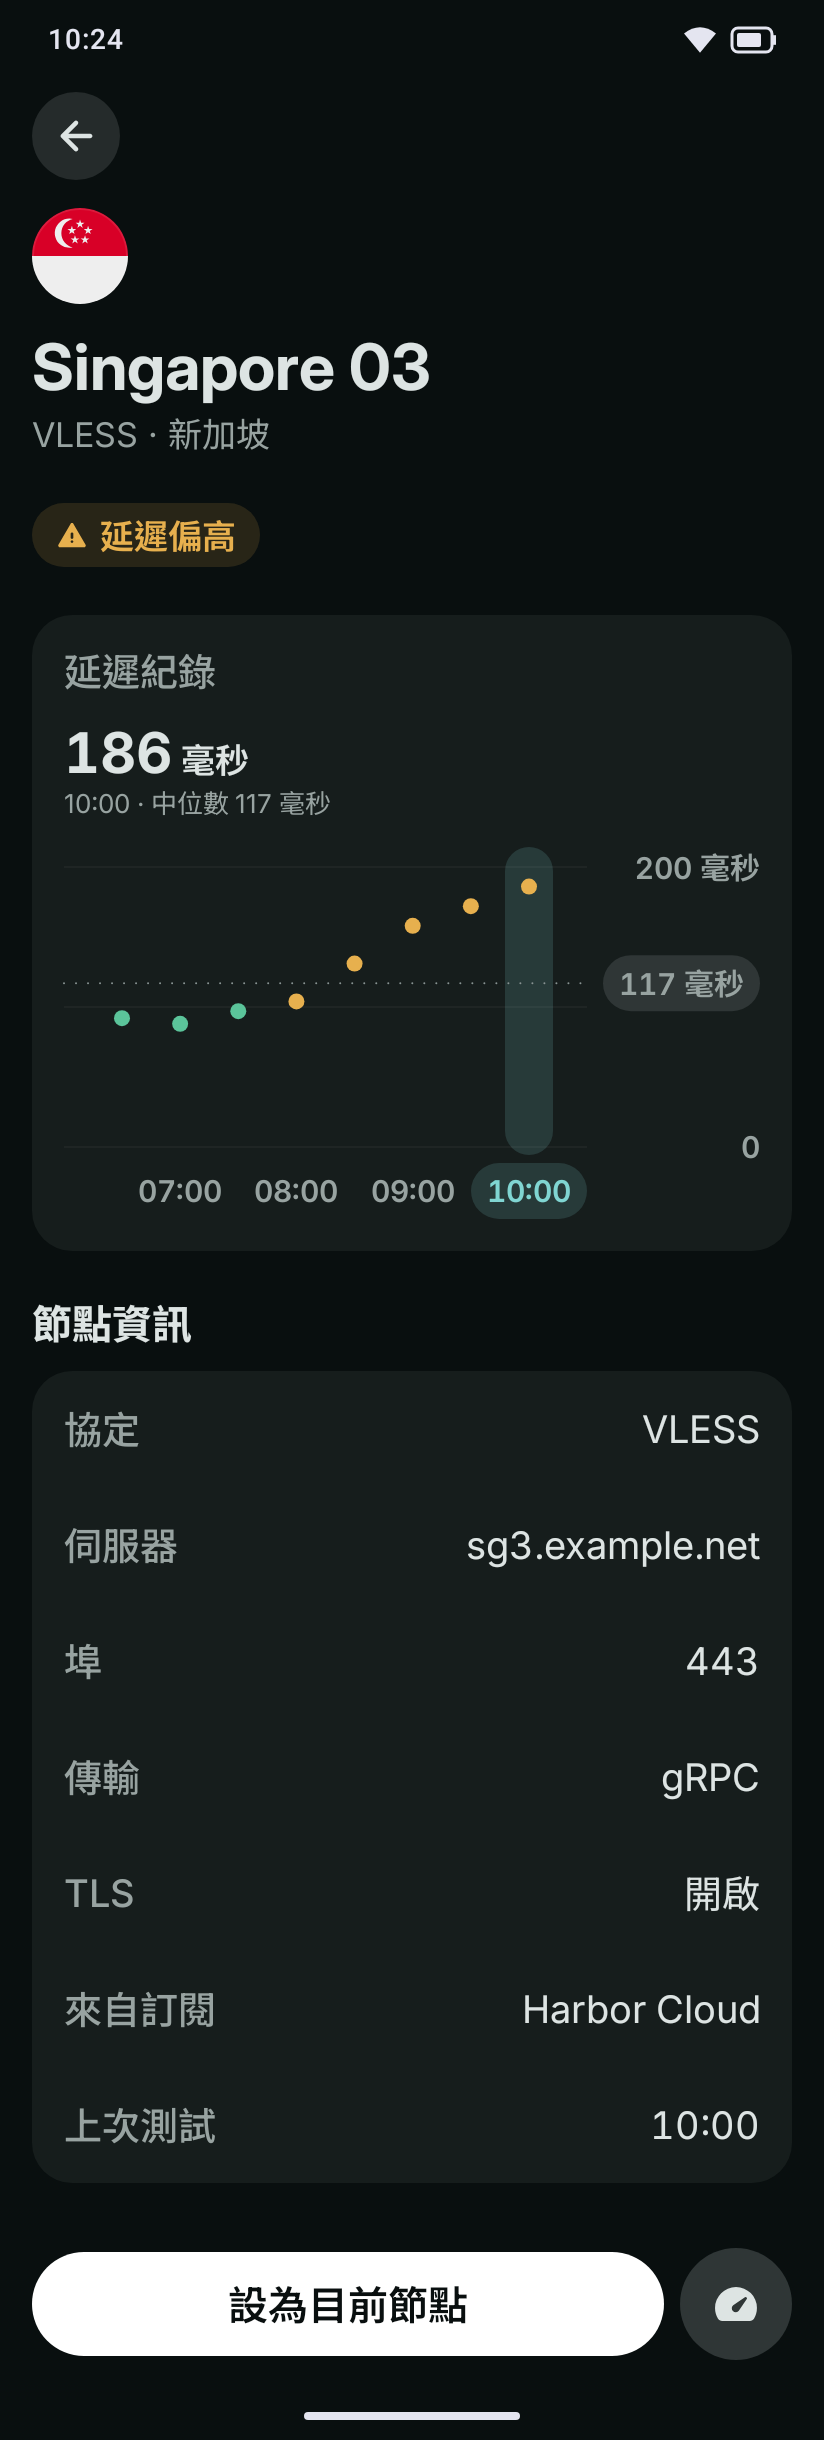 10:24
Singapore 03
VLESS · 新加坡
延遲偏高
延遲紀錄
186 毫秒
10:00 · 中位數 117 毫秒
200 毫秒
117 毫秒
0
07:00 08:00 09:00 10:00
節點資訊
協定 VLESS
伺服器 sg3.example.net
埠 443
傳輸 gRPC
TLS 開啟
來自訂閱 Harbor Cloud
上次測試 10:00
設為目前節點